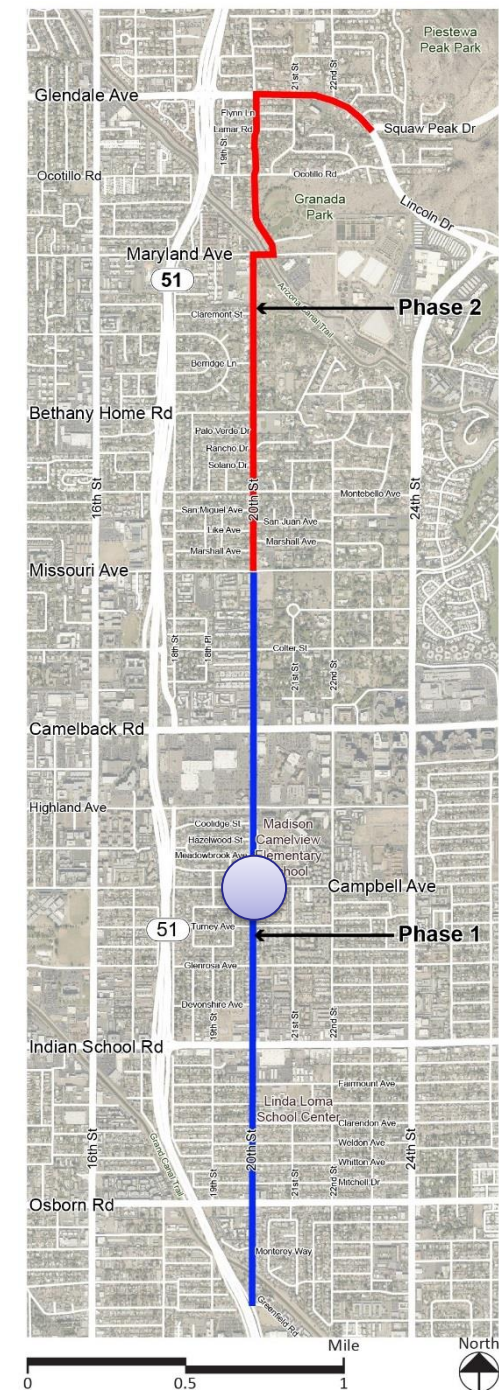 Piestewa
Peak Park
Glendale Ave
21st St
22nd St
Flynn Ln
Lamar Rd
Squaw Peak Dr
19th St
Ocotillo Rd
Ocotillo Rd
Granada
Park
Lincoln Dr
Maryland Ave
51
Arizona Canal Trail
Phase 2
Claremont St
Berridge Ln
Bethany Home Rd
Palo Verde Dr
Rancho Dr
Solano Dr
16th St
20th St
24th St
Montebello Ave
San Miguel Ave
San Juan Ave
Like Ave
Marshall Ave
Marshall Ave
Missouri Ave
18th St
18th Pl
Colter St
21st St
22nd St
Camelback Rd
Highland Ave
Coolidge St
Hazelwood St
Meadowbrook Ave
Madison
Camelview
Elementary
Campbell Ave
51
Turney Ave
Phase 1
Glenrosa Ave
Devonshire Ave
19th St
21st St
22nd St
Indian School Rd
Fairmount Ave
Linda Loma
School Center
Clarendon Ave
Weldon Ave
Whitton Ave
Mitchell Dr
16th St
Grand Canal Trail
19th St
20th St
21st St
22nd St
24th St
Osborn Rd
Monterey Way
Greenfield Rd
Mile
North
0
0.5
1